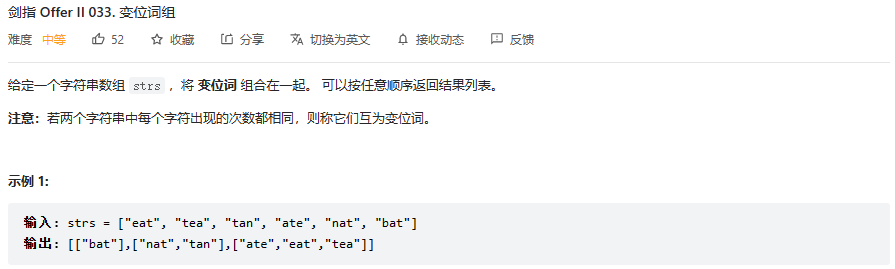 剑指 Offer II 033. 变位词组
难度 中等 52 收藏 分享 切换为英文 接收动态 反馈
给定一个字符串数组 strs ，将 变位词 组合在一起。 可以按任意顺序返回结果列表。
注意：若两个字符串中每个字符出现的次数都相同，则称它们互为变位词。
示例 1:
输入: strs = ["eat", "tea", "tan", "ate", "nat", "bat"]
输出: [["bat"],["nat","tan"],["ate","eat","tea"]]